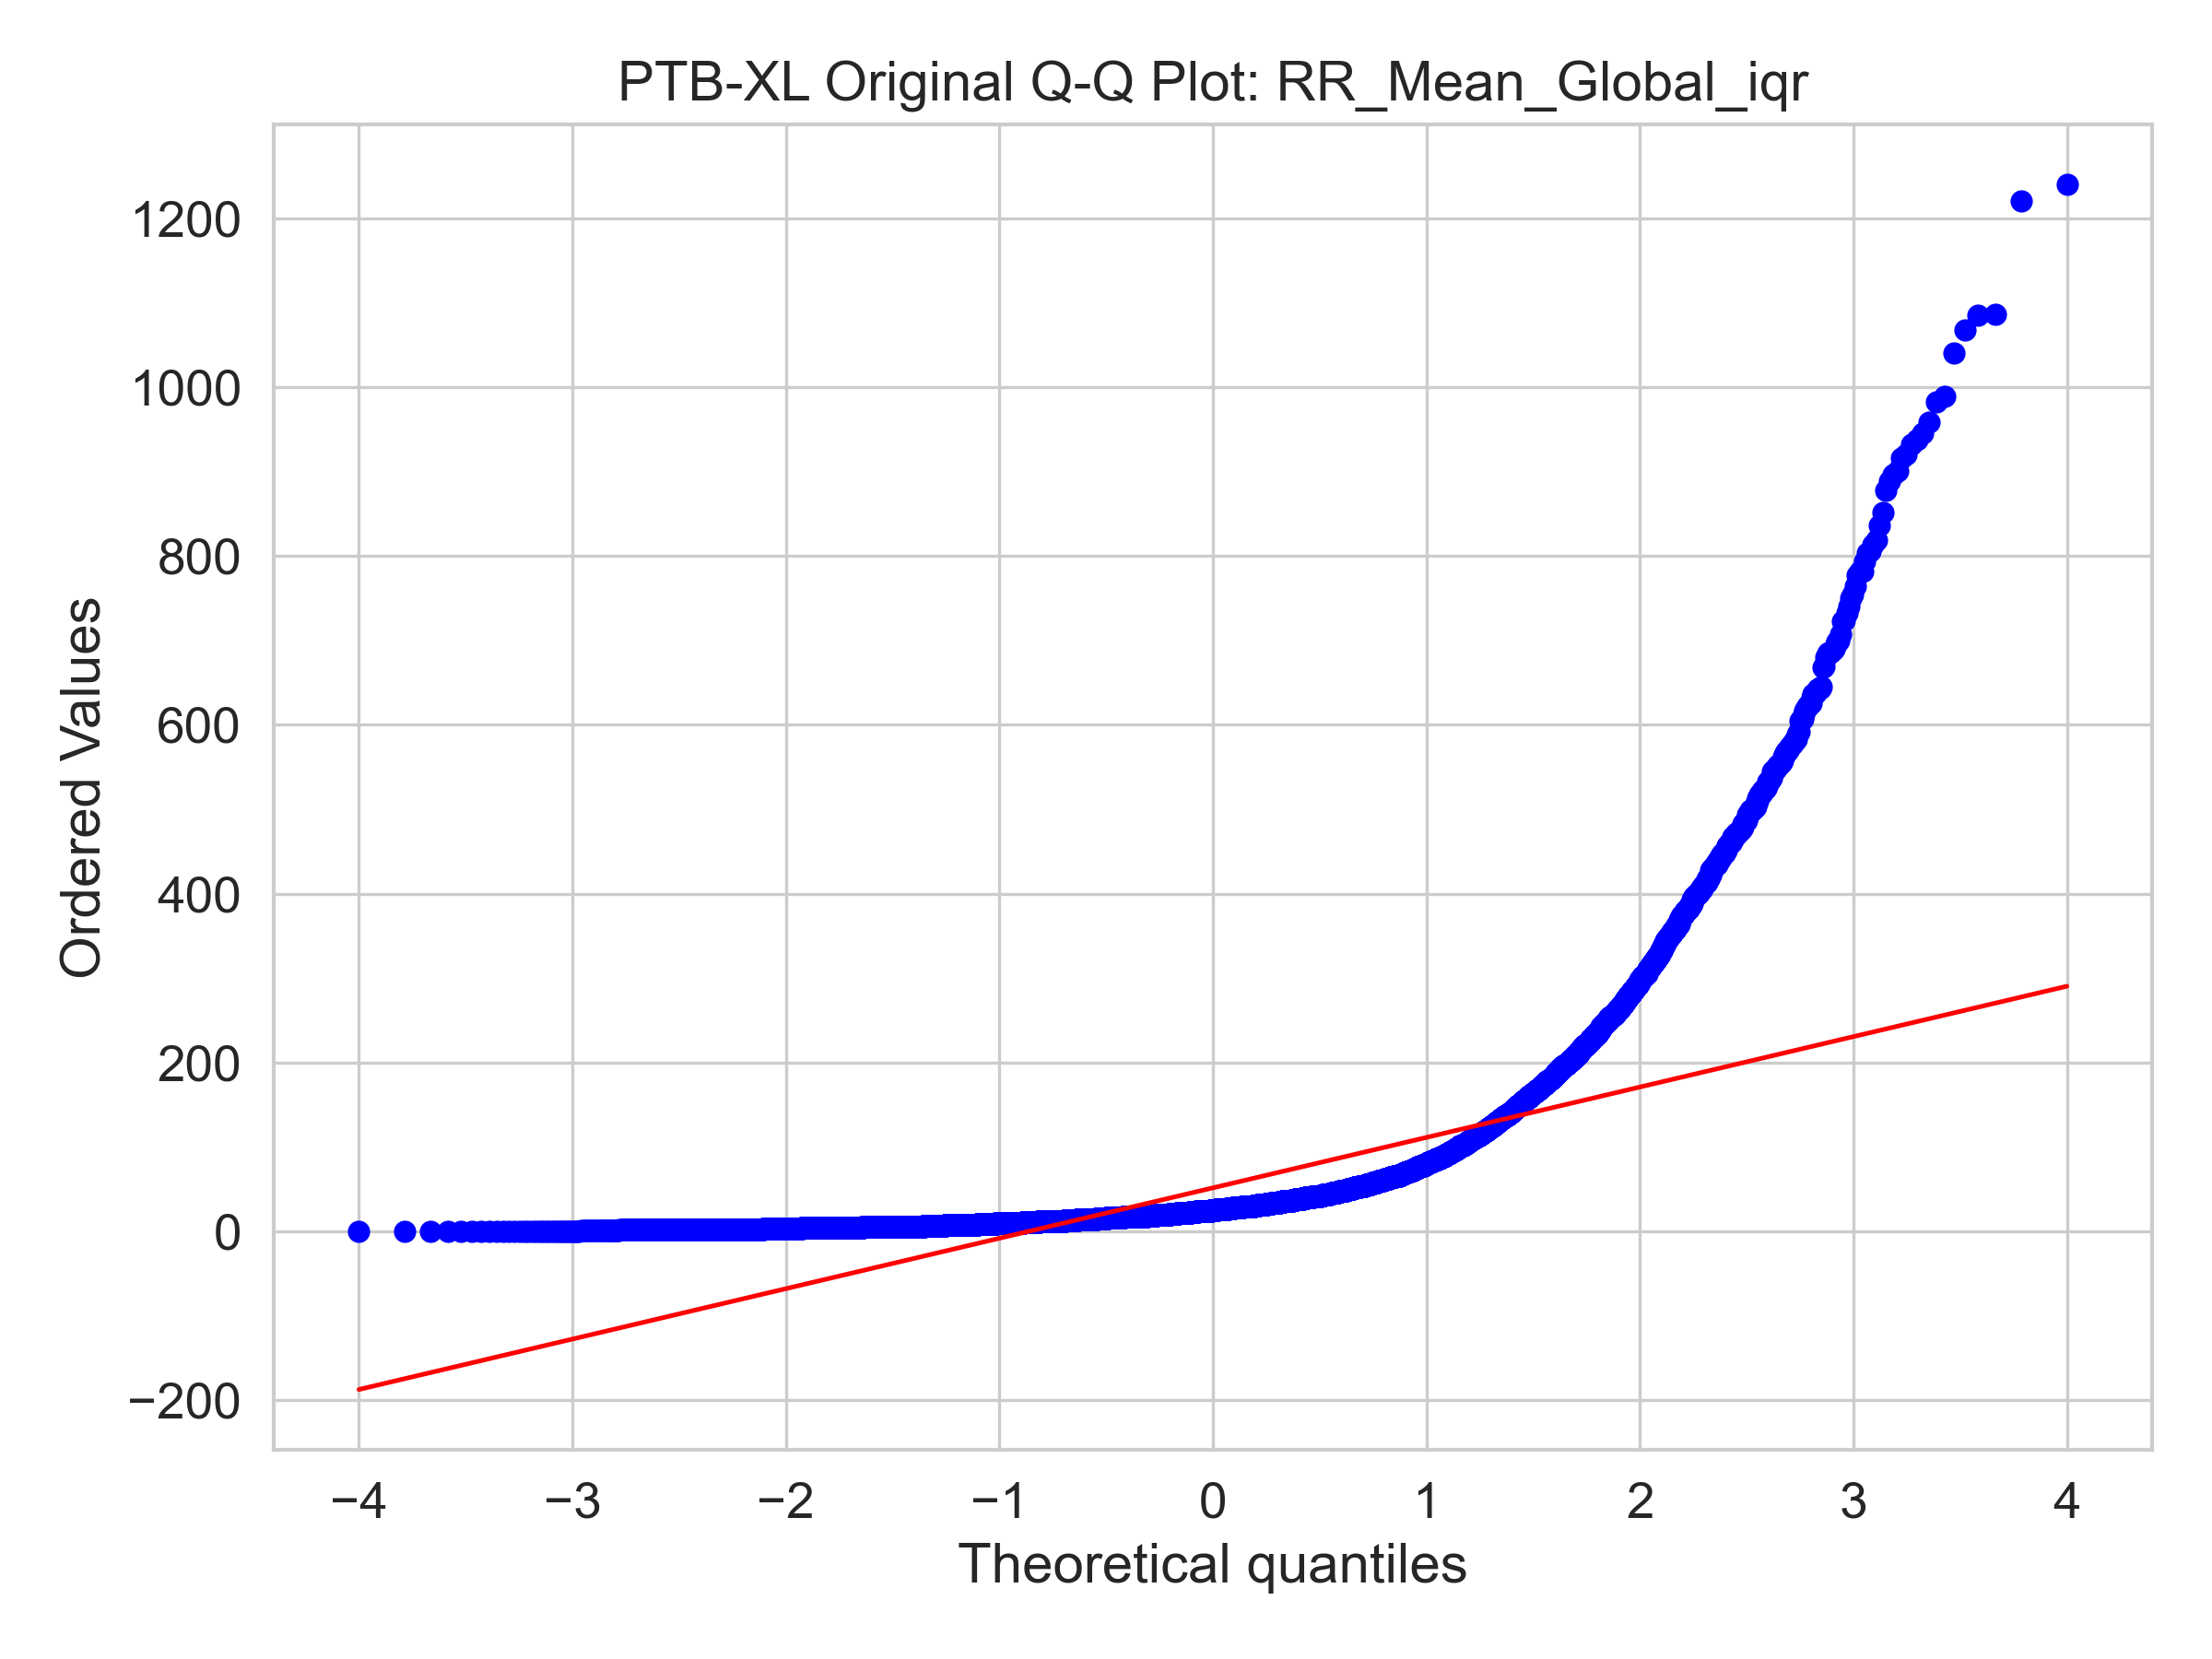 PTB-XL Original Q-Q Plot: RR_Mean_Global_iqr
1200
1000
800
600
400
200
0
−200
Ordered Values
−4 −3 −2 −1 0 1 2 3 4
Theoretical quantiles